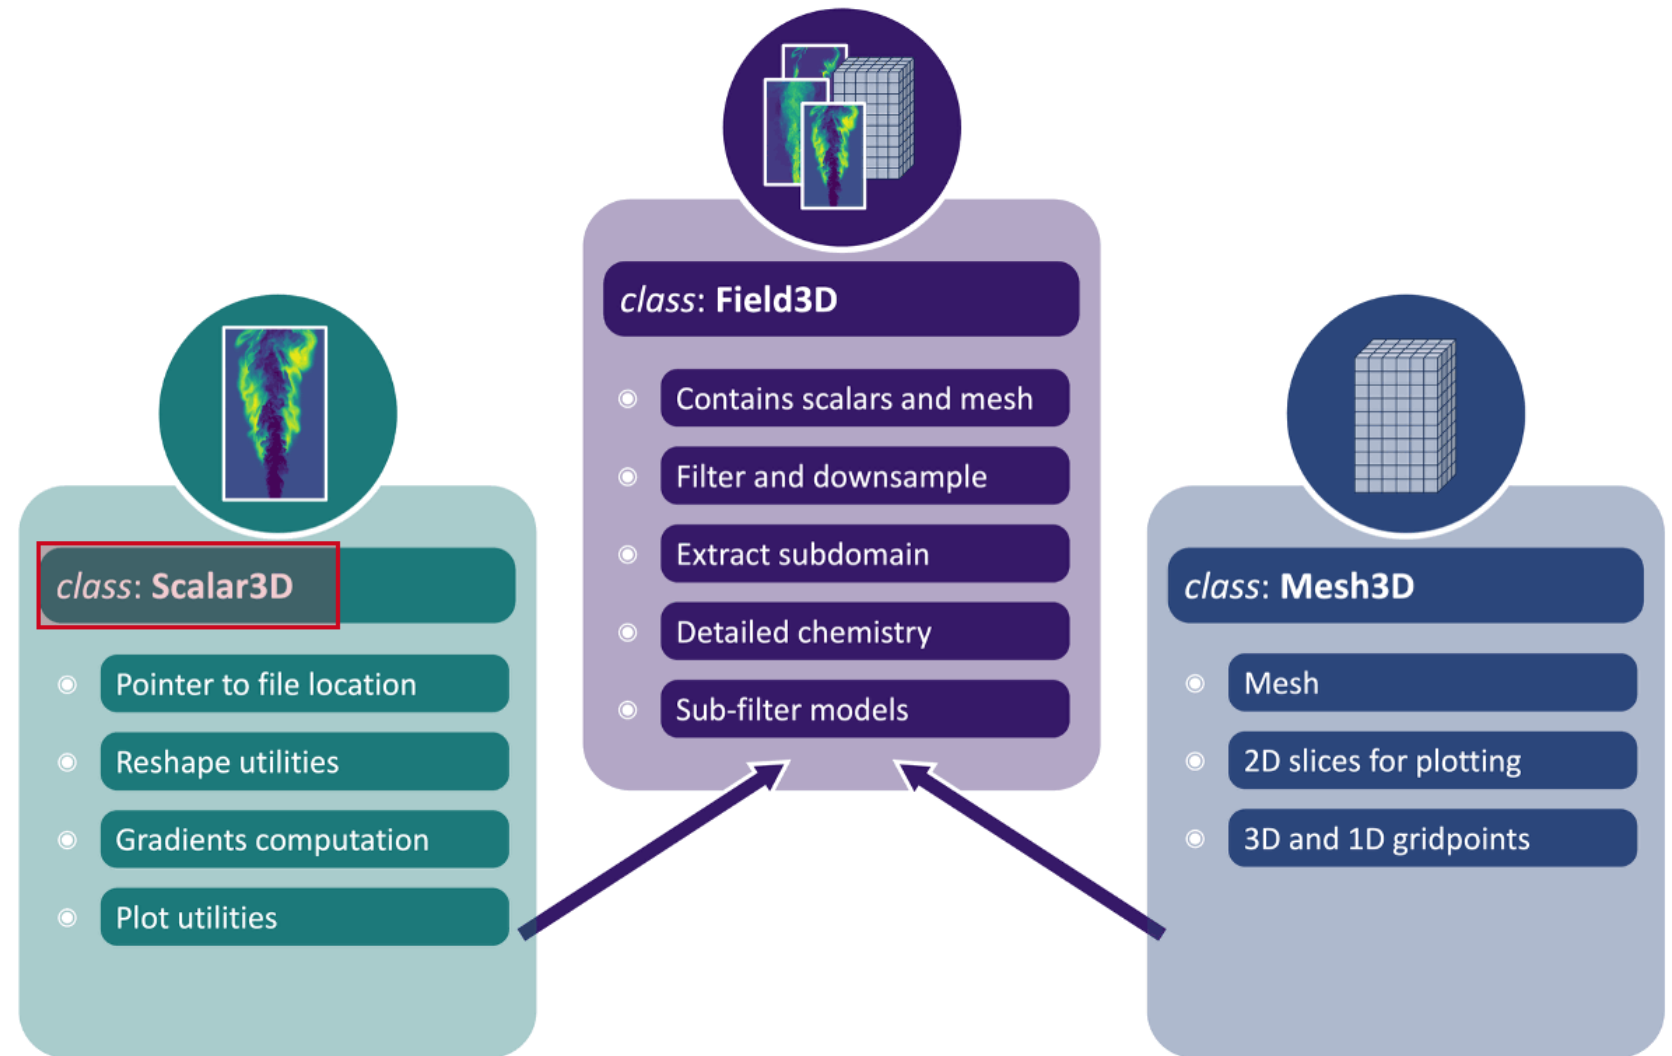 class: Field3D
Contains scalars and mesh
Filter and downsample
Extract subdomain
Detailed chemistry
Sub-filter models
class: Scalar3D
Pointer to file location
Reshape utilities
Gradients computation
Plot utilities
class: Mesh3D
Mesh
2D slices for plotting
3D and 1D gridpoints